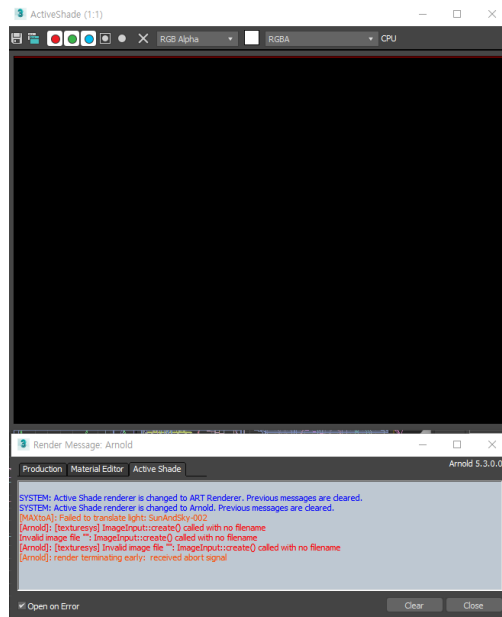 3 ActiveShade (1:1)
RGB Alpha RGBA CPU
3 Render Message: Arnold
Production Material Editor Active Shade Arnold 5.3.0.0
SYSTEM: Active Shade renderer is changed to ART Renderer. Previous messages are cleared.
SYSTEM: Active Shade renderer is changed to Arnold. Previous messages are cleared.
[MAXtoA]: Failed to translate light: SunAndSky-002
[Arnold]: [texturesys] ImageInput::create() called with no filename
Invalid image file "": ImageInput::create() called with no filename
[Arnold]: [texturesys] Invalid image file "": ImageInput::create() called with no filename
[Arnold]: render terminating early:  received abort signal
Open on Error Clear Close